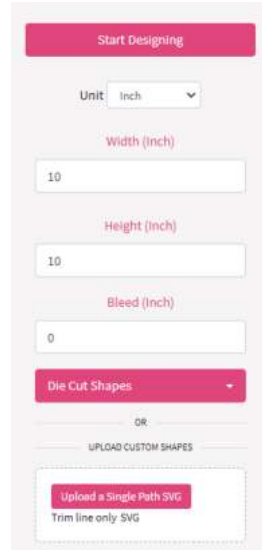 Start Designing
Unit Inch
Width (Inch)
10
Height (Inch)
10
Bleed (Inch)
0
Die Cut Shapes
OR
UPLOAD CUSTOM SHAPES
Upload a Single Path SVG
Trim line only SVG